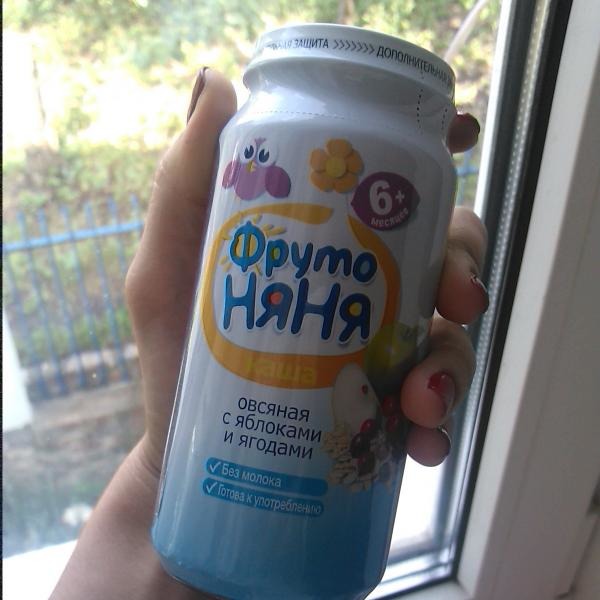 ЗАЩИТА >>>>>>> ДОПОЛНИТЕЛЬНАЯ
6+
месяцев
Фруто
НЯНЯ
каша
овсяная
с яблоками
и ягодами
Без молока
Готова к употреблению